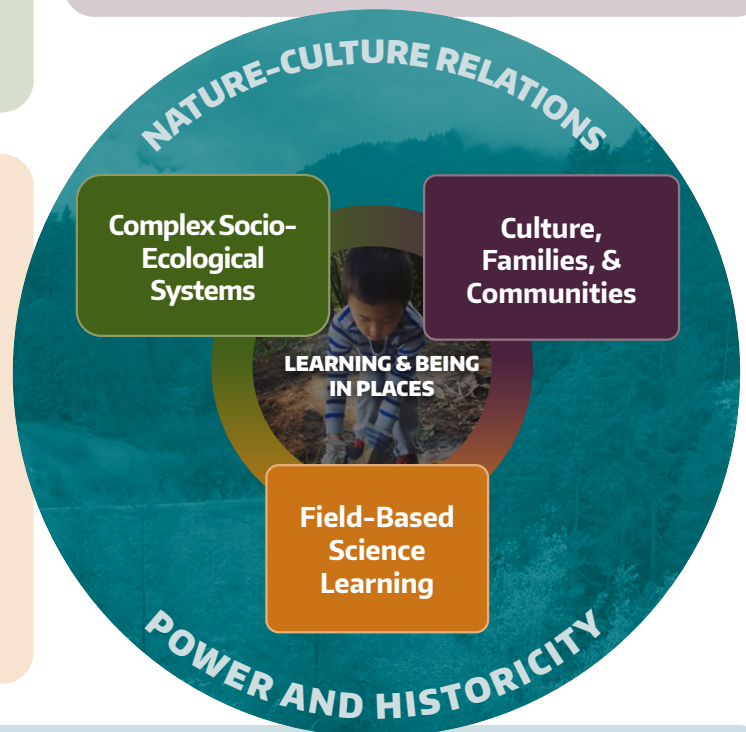 NATURE-CULTURE RELATIONS
Complex Socio-
Ecological
Systems
Culture,
Families, &
Communities
LEARNING & BEING
IN PLACES
Field-Based
Science
Learning
POWER AND HISTORICITY